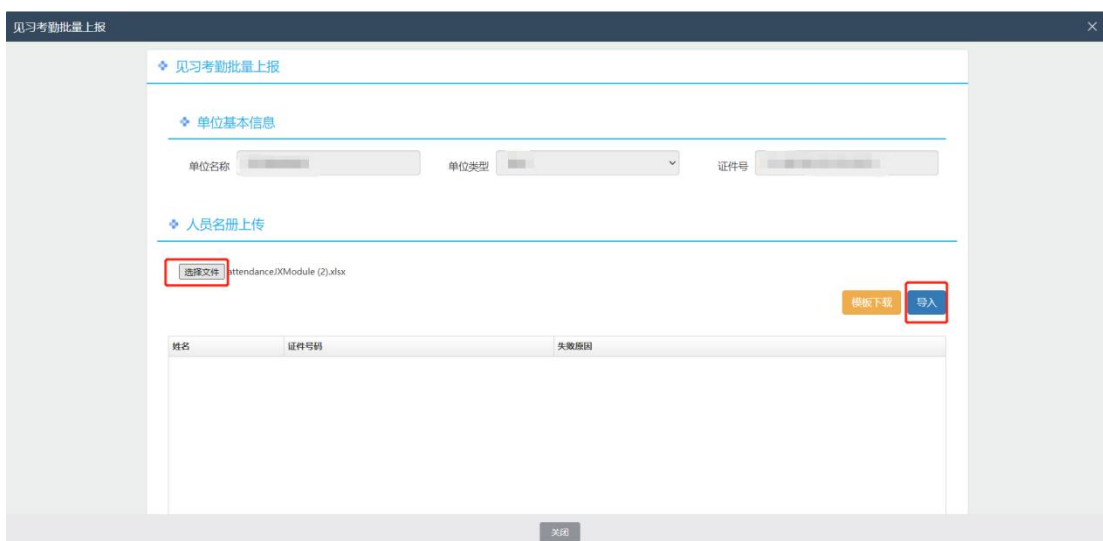 见习考勤批量上报
见习考勤批量上报
单位基本信息
单位名称 单位类型 证件号
人员名册上传
选择文件 attendanceJXModule (2).xlsx
模板下载 导入
姓名 证件号码 失败原因
关闭